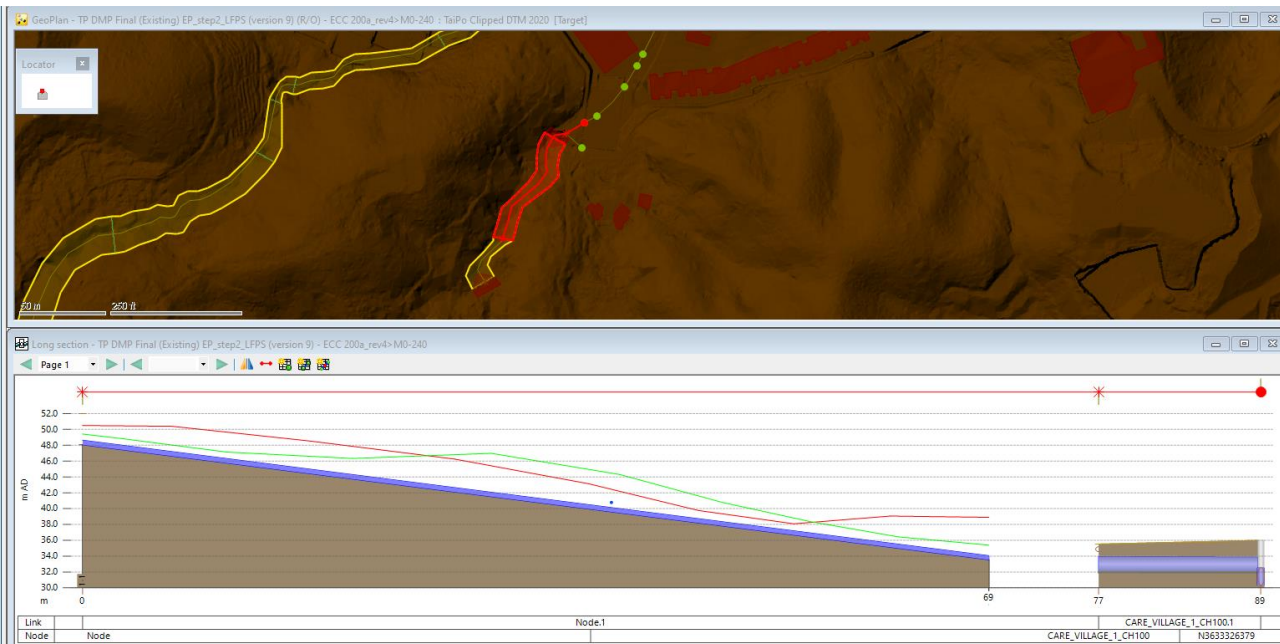 GeoPlan - TP DMP Final (Existing) EP_step2_LFPS (version 9) (R/O) - ECC 200a_rev4>M0-240 : TaiPo Clipped DTM 2020 [Target]
Locator
50 m
250 ft
Long section - TP DMP Final (Existing) EP_step2_LFPS (version 9) - ECC 200a_rev4>M0-240
Page 1
52.0
50.0
48.0
46.0
44.0
42.0
m AD
40.0
38.0
36.0
34.0
32.0
30.0
m 0 69 77 89
Link Node.1 CARE_VILLAGE_1_CH100.1
Node Node CARE_VILLAGE_1_CH100 N3633326379